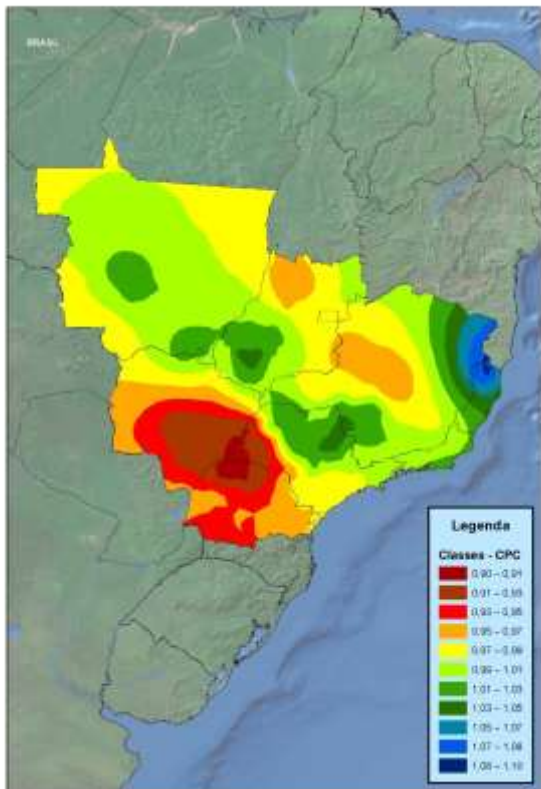 BRASIL
Legenda
Classes - CPC
0,90 – 0,91
0,91 – 0,93
0,93 – 0,95
0,95 – 0,97
0,97 – 0,99
0,99 – 1,01
1,01 – 1,03
1,03 – 1,05
1,05 – 1,07
1,07 – 1,08
1,08 – 1,10